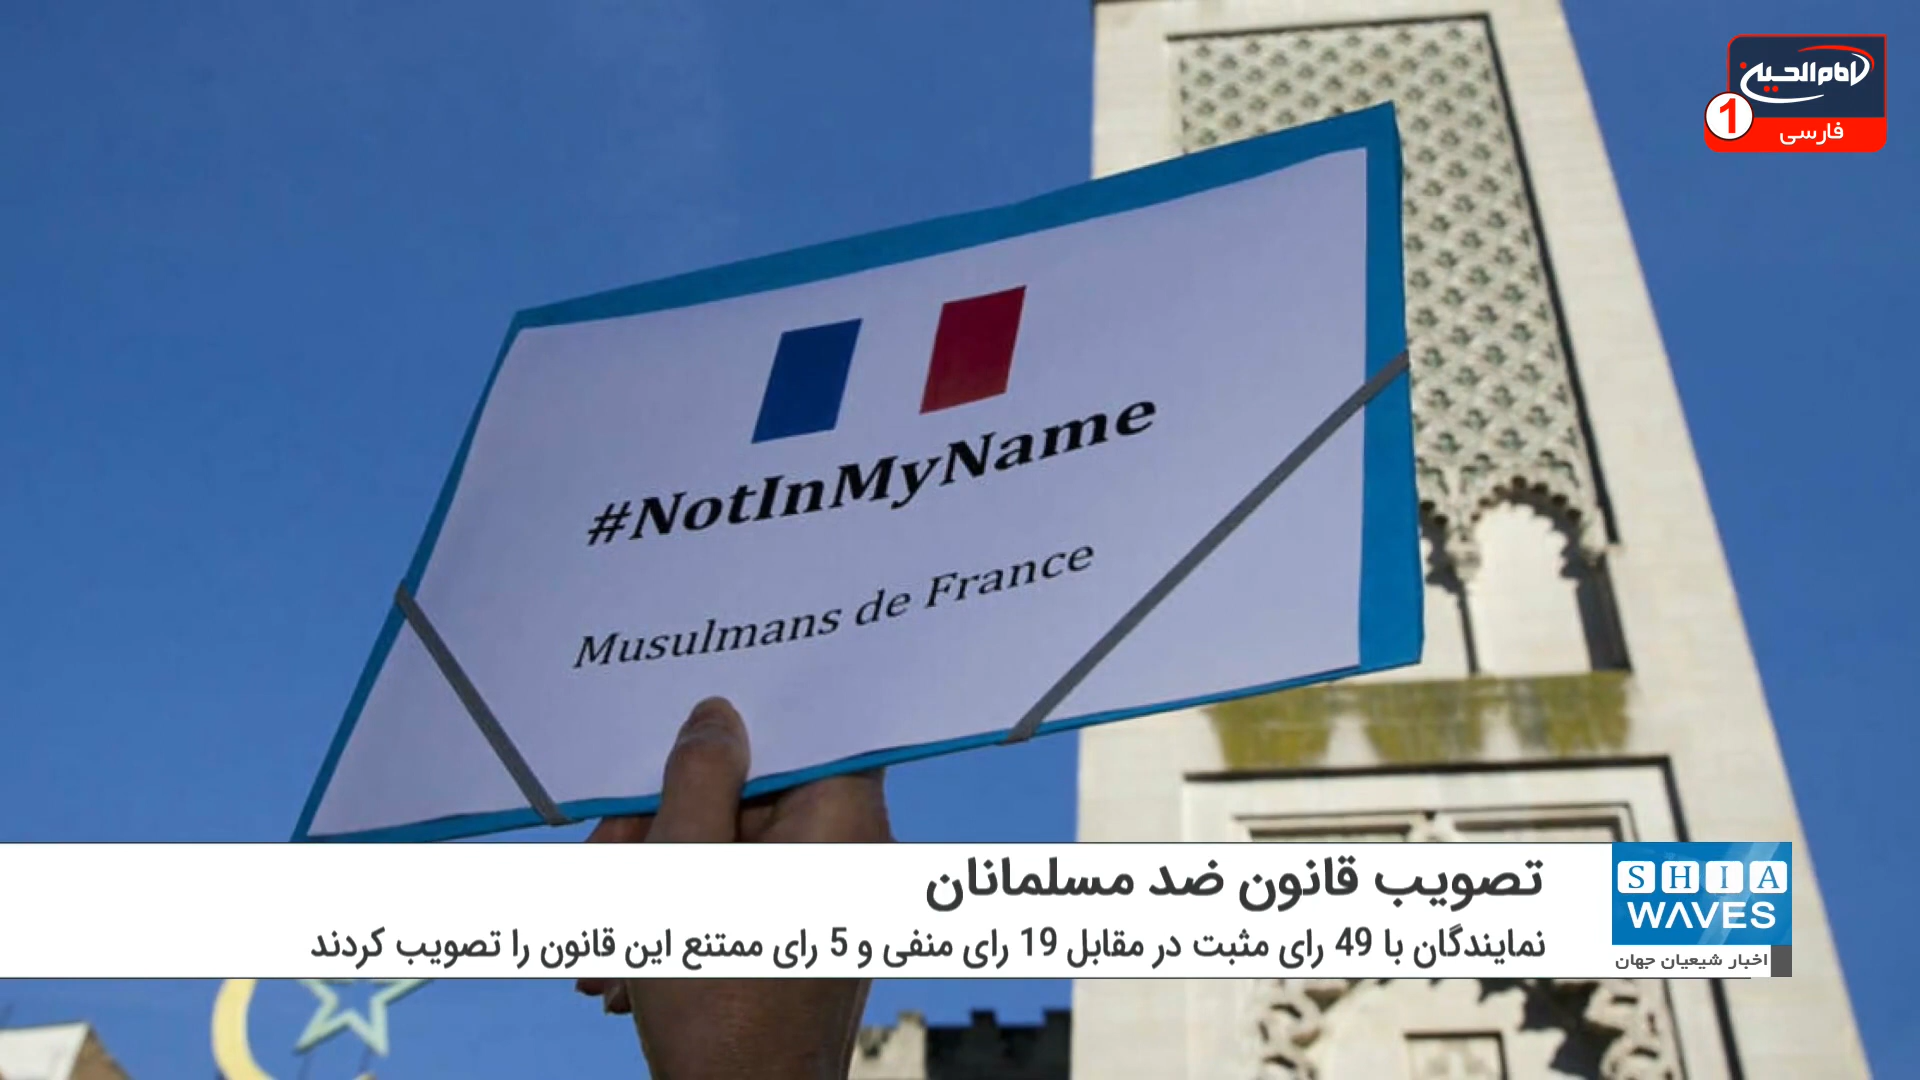 امام الحسین
1
فارسی
#NotInMyName
Musulmans de France
تصویب قانون ضد مسلمانان
نمایندگان با 49 رای مثبت در مقابل 19 رای منفی و 5 رای ممتنع این قانون را تصویب کردند
SHIA
WAVES
اخبار شیعیان جهان